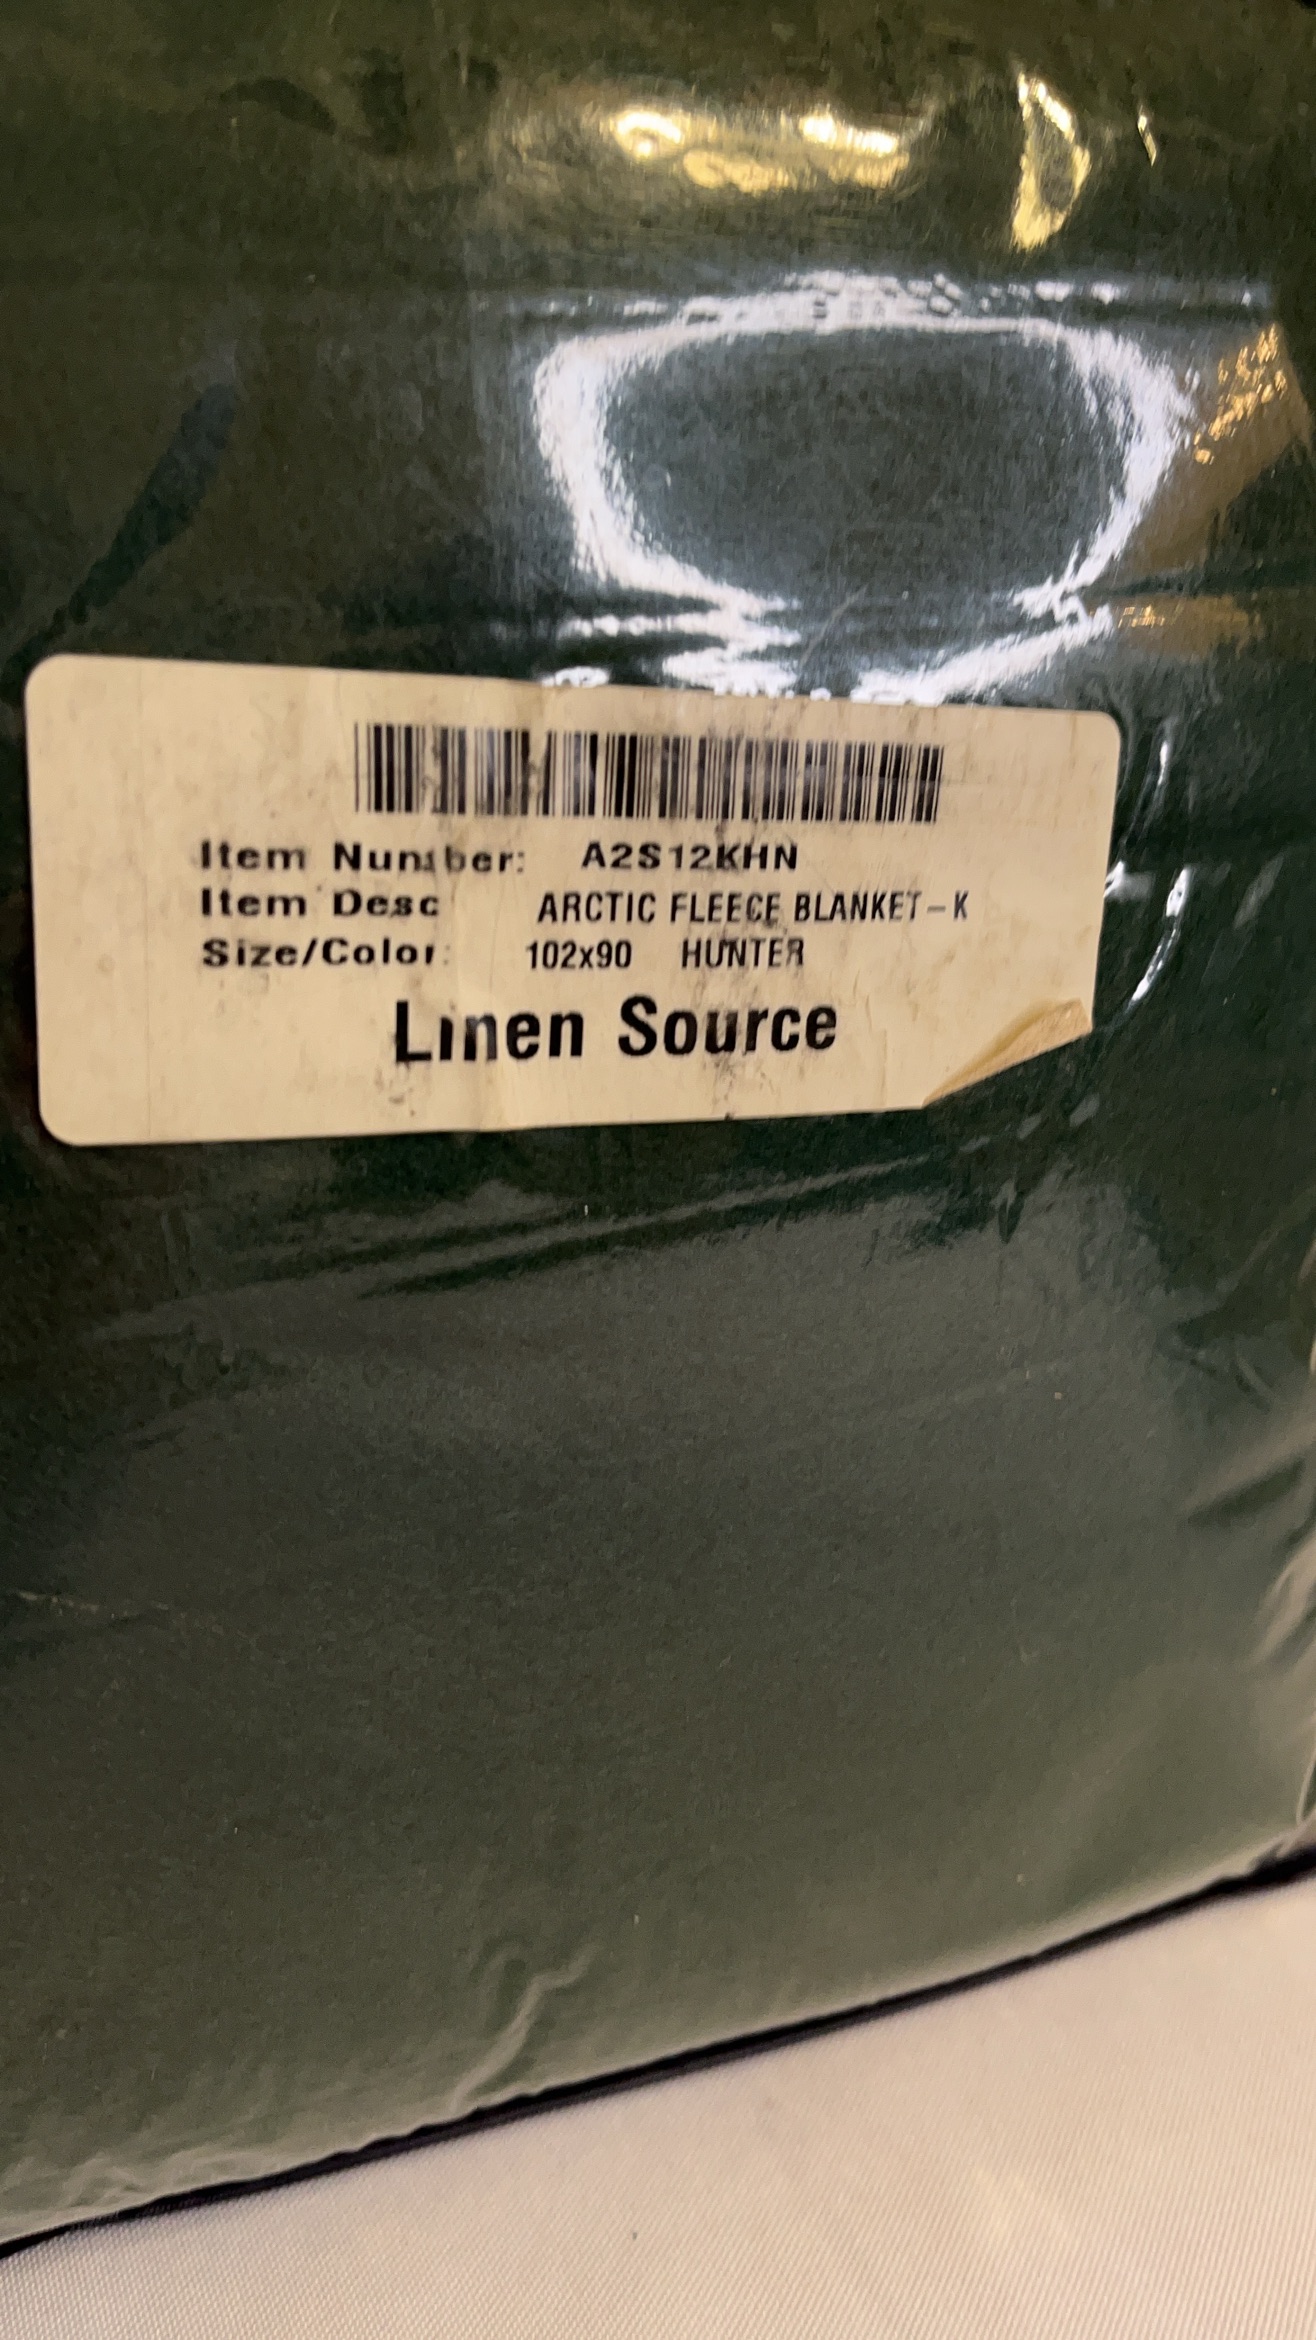 Item Number: A2S12KHN
Item Desc ARCTIC FLEECE BLANKET-K
Size/Color: 102x90 HUNTER
Linen Source